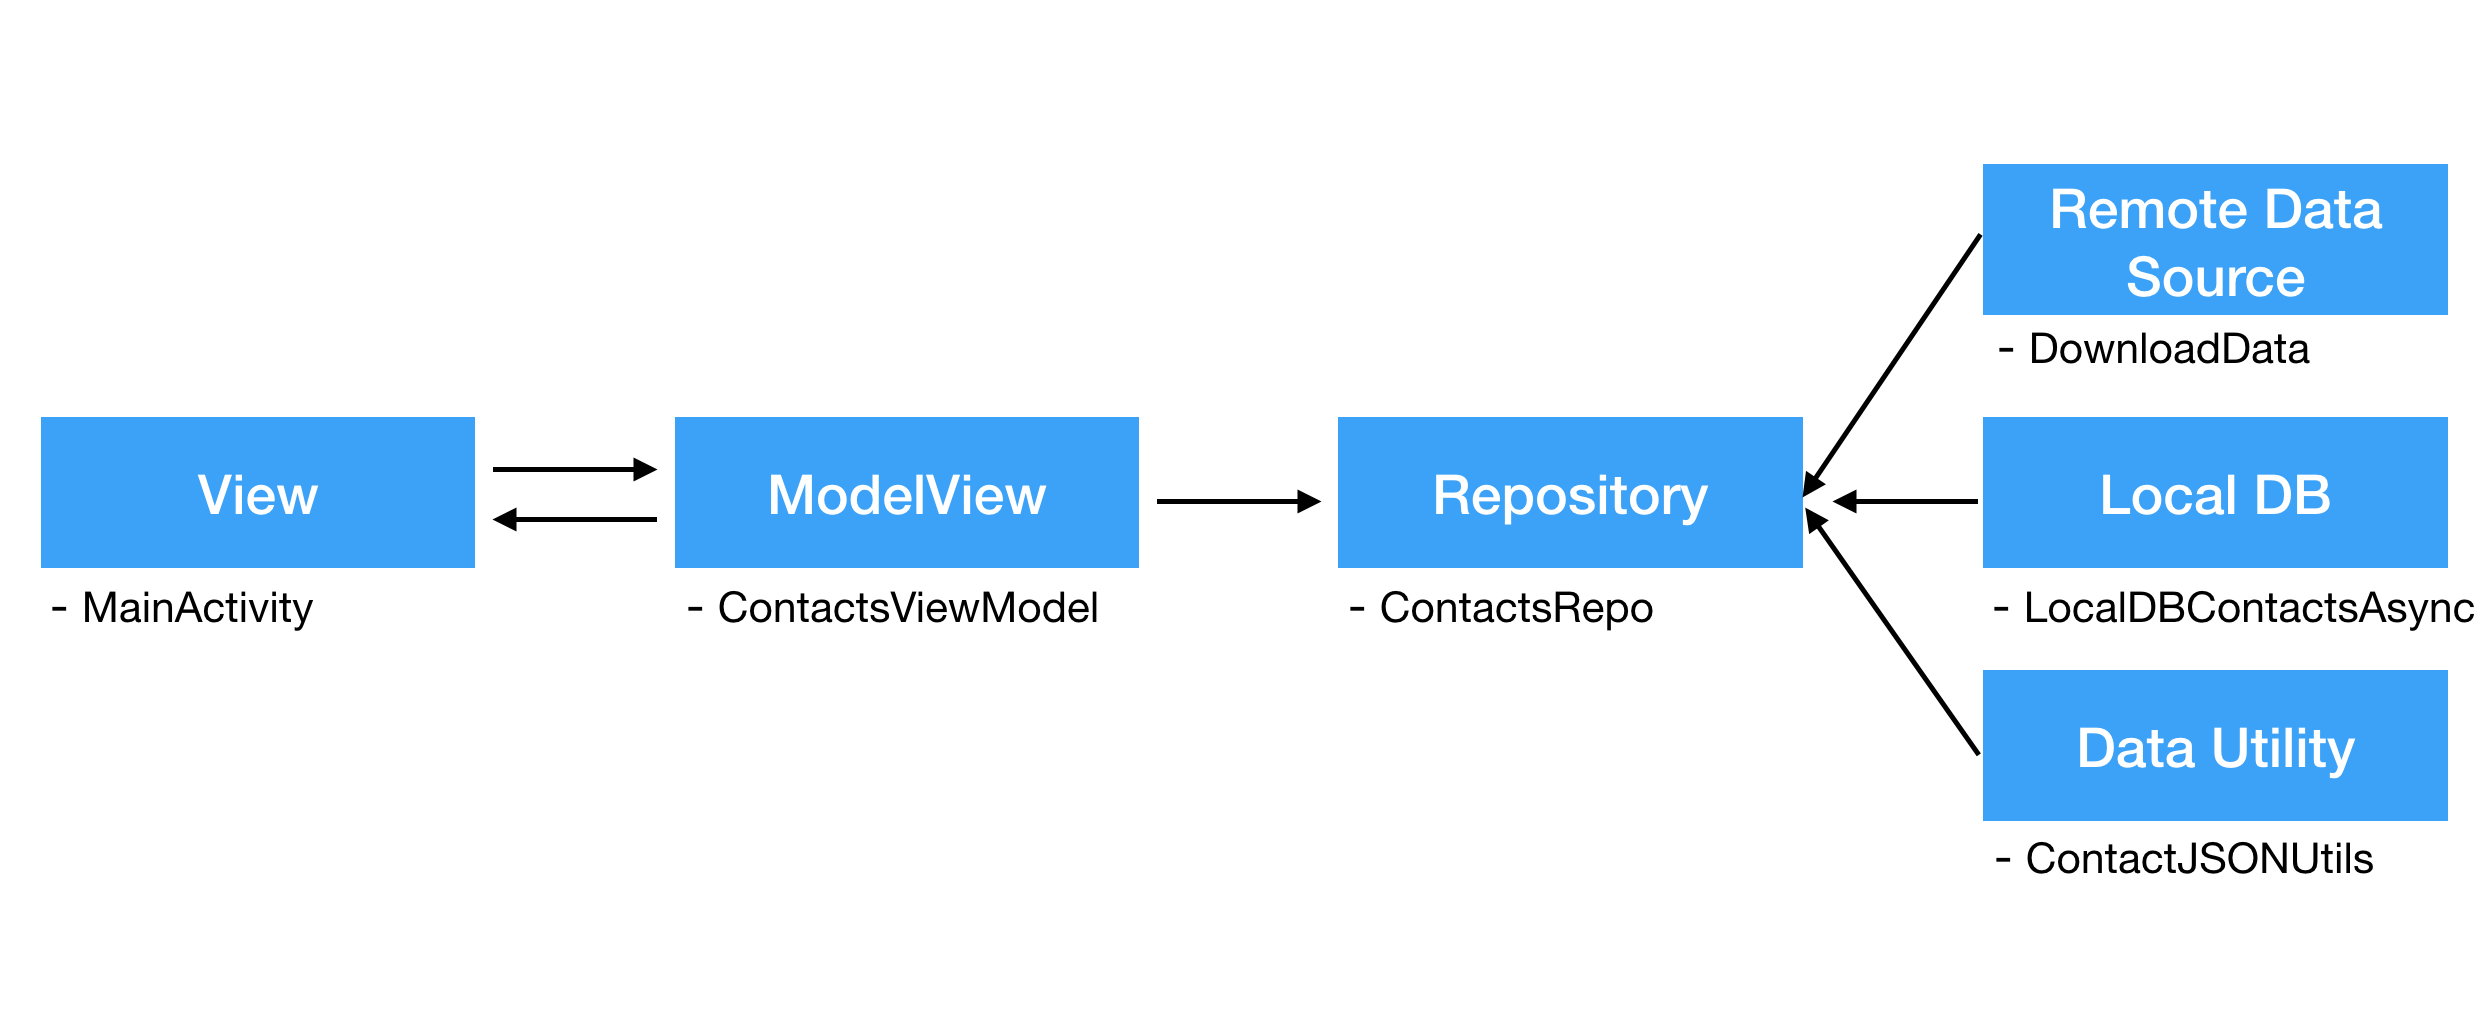 View
- MainActivity
ModelView
- ContactsViewModel
Repository
- ContactsRepo
Remote Data
Source
- DownloadData
Local DB
- LocalDBContactsAsync
Data Utility
- ContactJSONUtils